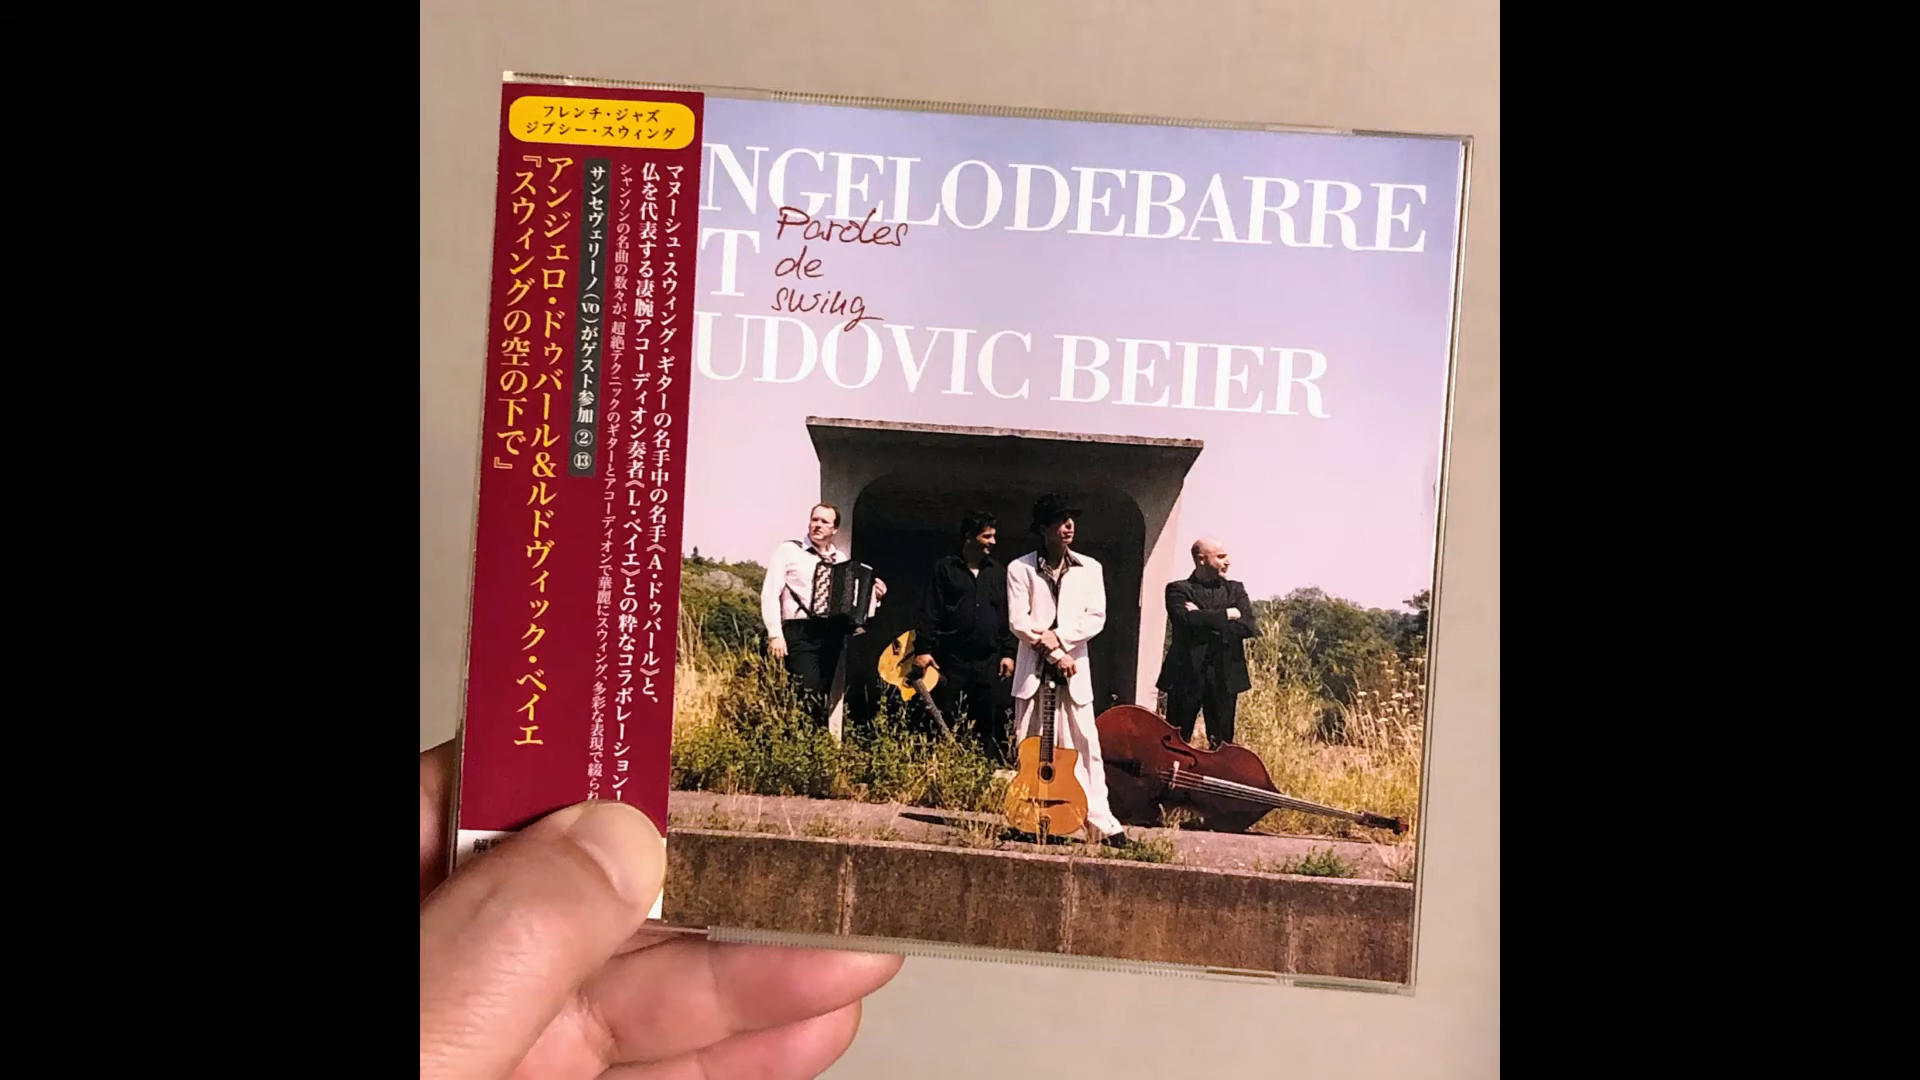 フレンチ・ジャズ
ジプシー・スウィング
マヌーシュ・スウィング・ギターの名手中の名手《A・ドゥバール》と、
仏を代表する凄腕アコーディオン奏者《L・ベイエ》との粋なコラボレーション!
シャンソンの名曲の数々が、超絶テクニックのギターとアコーディオンで華麗にスウィング、多彩な表現で綴られ
サンセヴェリーノ(vo)がゲスト参加②⑬
アンジェロ・ドゥバール&ルドヴィック・ベイエ
『スウィングの空の下で』
NGELO DEBARRE
T
UDOVIC BEIER
Paroles
de
swing